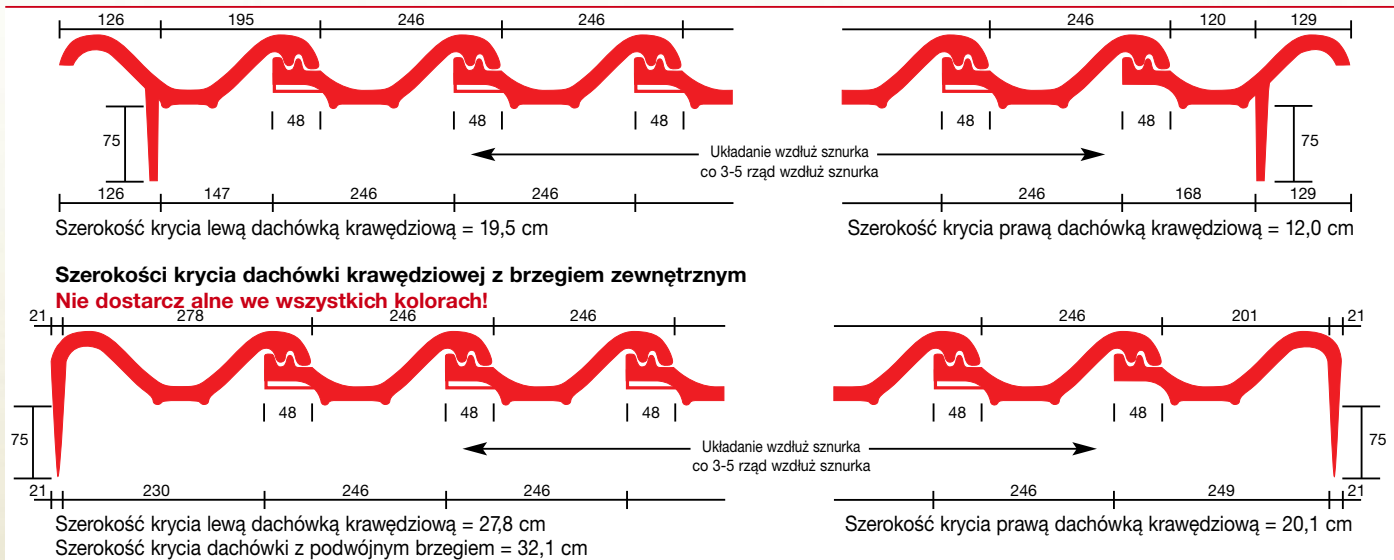 126 195 246 246 246 120 129
48 48 48 48 48
75 75
Układanie wzdłuż sznurka
co 3-5 rząd wzdłuż sznurka
126 147 246 246 246 168 129
Szerokość krycia lewą dachówką krawędziową = 19,5 cm
Szerokość krycia prawą dachówką krawędziową = 12,0 cm
Szerokości krycia dachówki krawędziowej z brzegiem zewnętrznym
Nie dostarcz alne we wszystkich kolorach!
21 278 246 246 246 201 21
48 48 48 48 48
75 75
Układanie wzdłuż sznurka
co 3-5 rząd wzdłuż sznurka
21 230 246 246 246 249 21
Szerokość krycia lewą dachówką krawędziową = 27,8 cm
Szerokość krycia prawą dachówką krawędziową = 20,1 cm
Szerokość krycia dachówki z podwójnym brzegiem = 32,1 cm